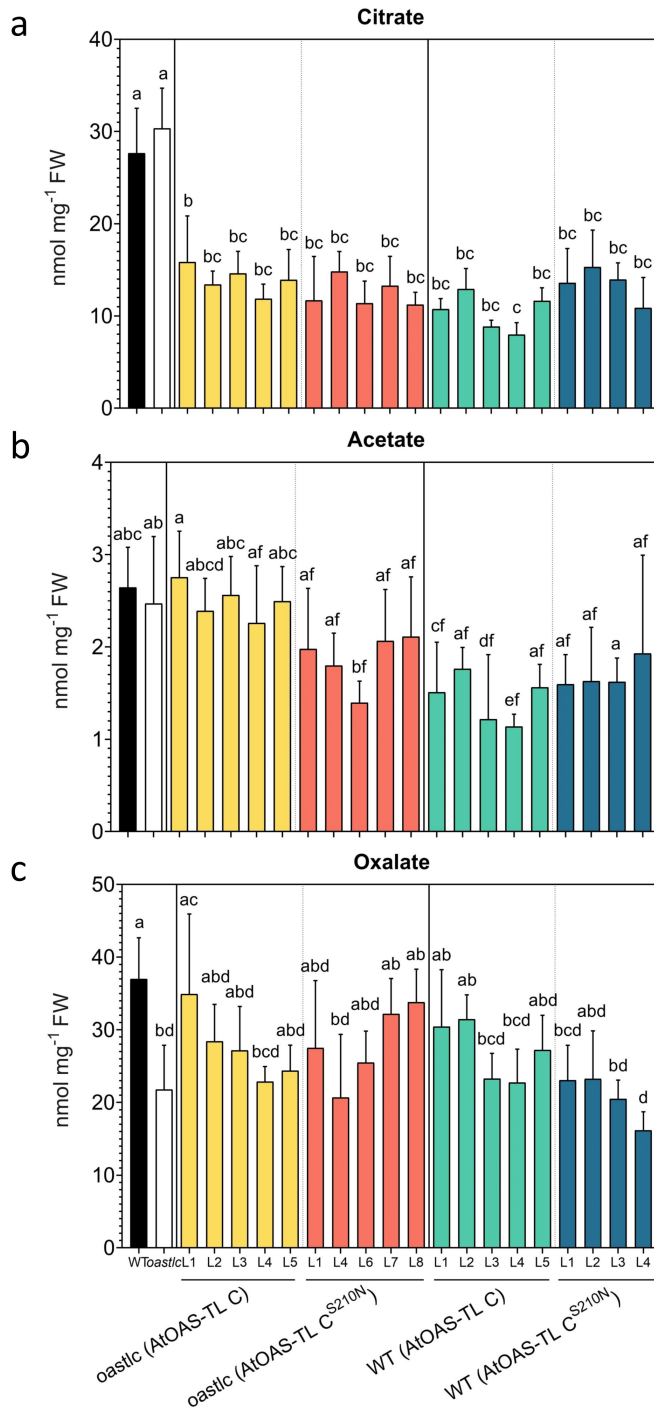 a
Citrate
nmol mg⁻¹ FW
40
30
20
10
0
a a b bc bc bc bc bc bc bc bc bc bc bc bc c bc bc bc bc bc
b
Acetate
nmol mg⁻¹ FW
4
3
2
1
0
abc ab a abcd abc af abc af af bf af af cf af df ef af af af a af
c
Oxalate
nmol mg⁻¹ FW
50
40
30
20
10
0
a bd ac abd abd bcd abd abd bd abd ab ab ab ab bcd bcd abd bcd abd bd d
WT oastlc L1 L2 L3 L4 L5 L1 L4 L6 L7 L8 L1 L2 L3 L4 L5 L1 L2 L3 L4
oastlc (AtOAS-TL C)
oastlc (AtOAS-TL C^S210N)
WT (AtOAS-TL C)
WT (AtOAS-TL C^S210N)